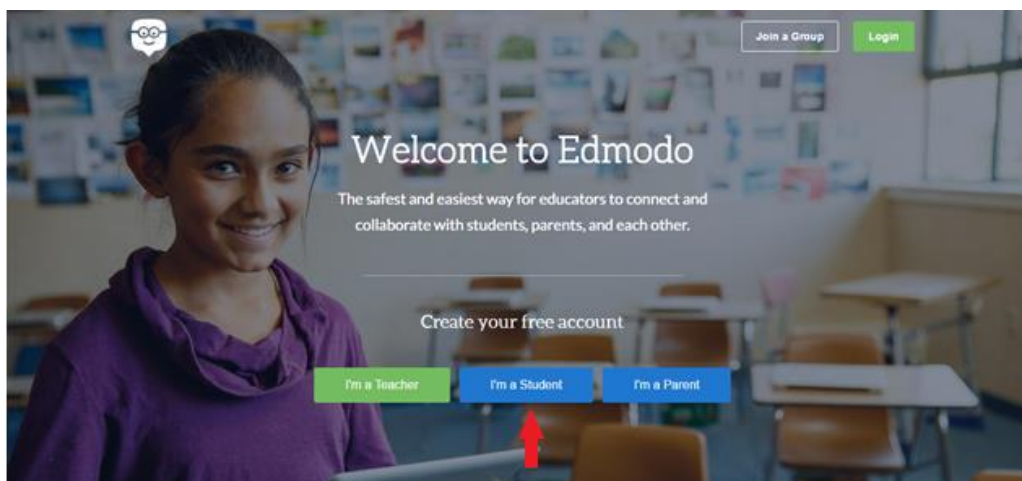 Join a Group
Login
Welcome to Edmodo
The safest and easiest way for educators to connect and
collaborate with students, parents, and each other.
Create your free account
I'm a Teacher
I'm a Student
I'm a Parent